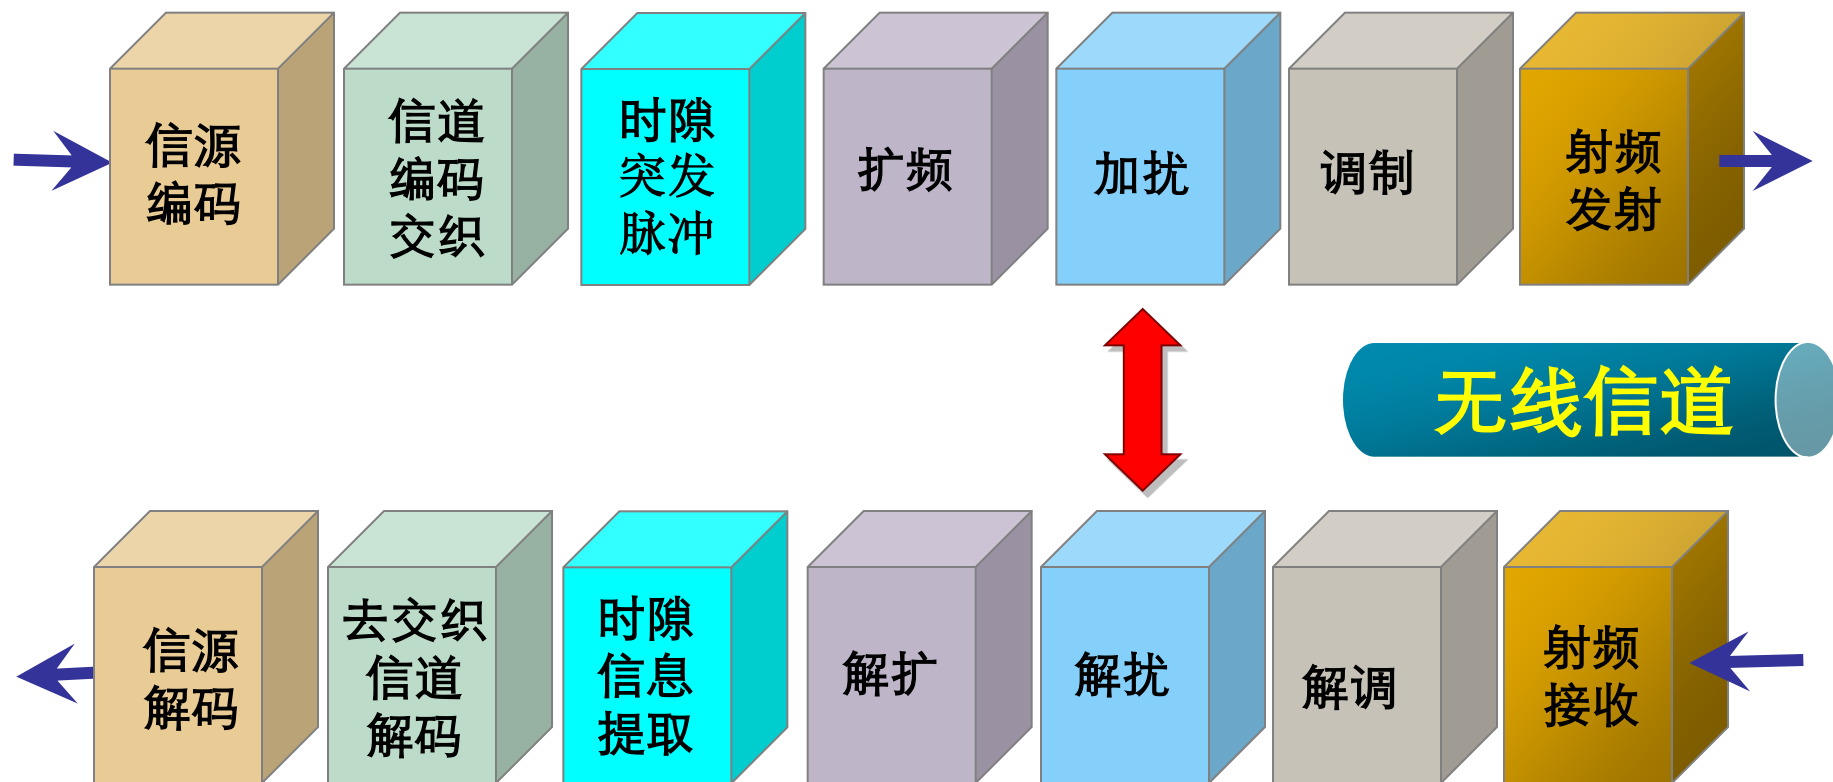 信源
编码
信道
编码
交织
时隙
突发
脉冲
扩频
加扰
调制
射频
发射
无线信道
信源
解码
去交织
信道
解码
时隙
信息
提取
解扩
解扰
解调
射频
接收